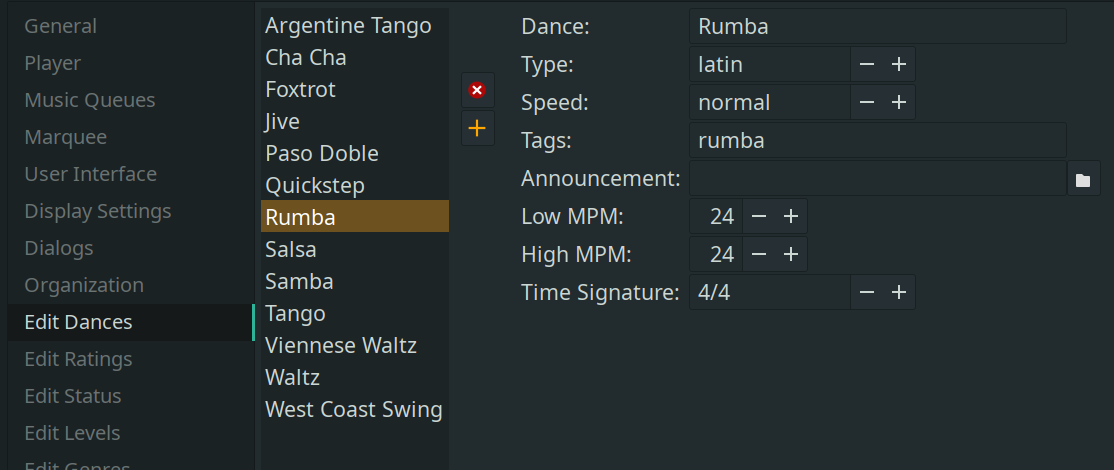 General
Player
Music Queues
Marquee
User Interface
Display Settings
Dialogs
Organization
Edit Dances
Edit Ratings
Edit Status
Edit Levels
Edit Genres
Argentine Tango
Cha Cha
Foxtrot
Jive
Paso Doble
Quickstep
Rumba
Salsa
Samba
Tango
Viennese Waltz
Waltz
West Coast Swing
Dance: Rumba
Type: latin
Speed: normal
Tags: rumba
Announcement:
Low MPM: 24
High MPM: 24
Time Signature: 4/4